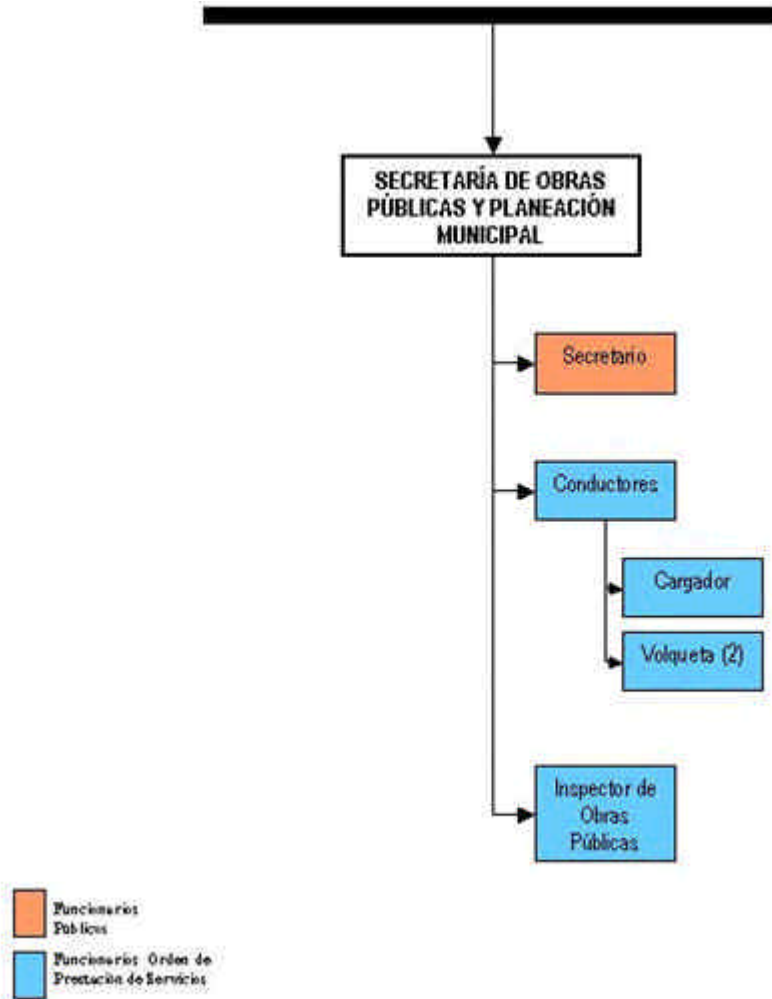 SECRETARÍA DE OBRAS
PÚBLICAS Y PLANEACIÓN
MUNICIPAL
Secretario
Conductores
Cargador
Volqueta (2)
Inspector de
Obras
Públicas
Funcionarios
Públicos
Funcionarios Orden de
Prestación de Servicios